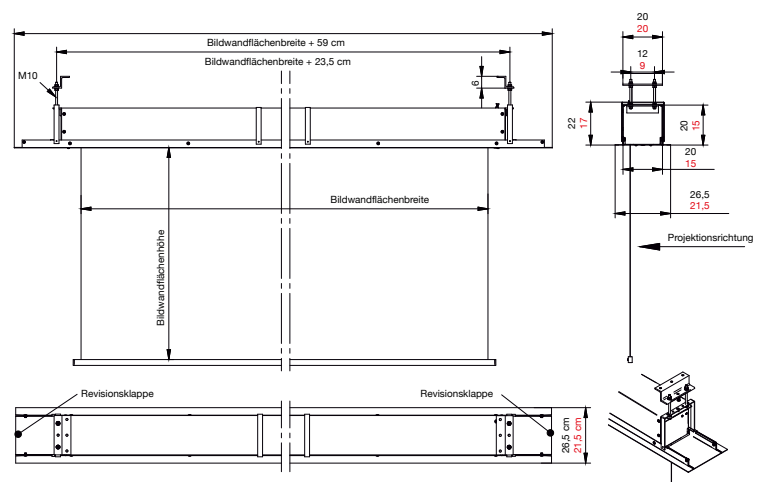 Bildwandflächenbreite + 59 cm
Bildwandflächenbreite + 23,5 cm
M10
6
20
20
12
9
22
17
20
15
20
15
26,5
21,5
Bildwandflächenbreite
Bildwandflächenhöhe
Projektionsrichtung
Revisionsklappe
Revisionsklappe
26,5 cm
21,5 cm